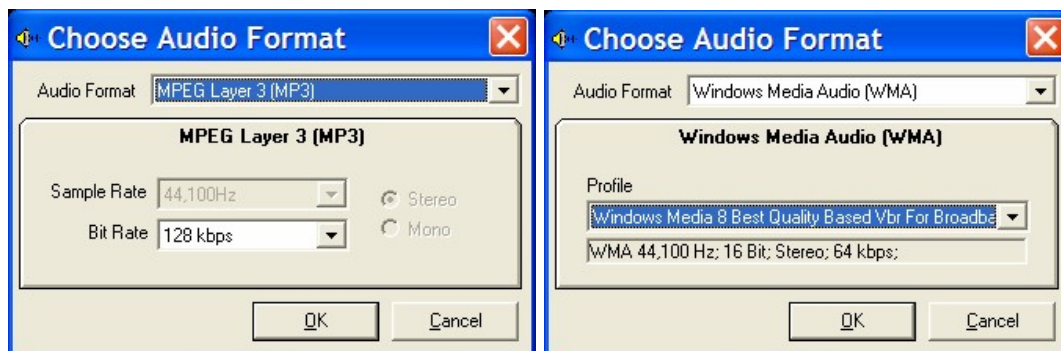 Choose Audio Format
Audio Format MPEG Layer 3 (MP3)
MPEG Layer 3 (MP3)
Sample Rate 44,100Hz
Stereo
Bit Rate 128 kbps
Mono
OK Cancel
Choose Audio Format
Audio Format Windows Media Audio (WMA)
Windows Media Audio (WMA)
Profile
Windows Media 8 Best Quality Based Vbr For Broadba
WMA 44,100 Hz; 16 Bit; Stereo; 64 kbps;
OK Cancel